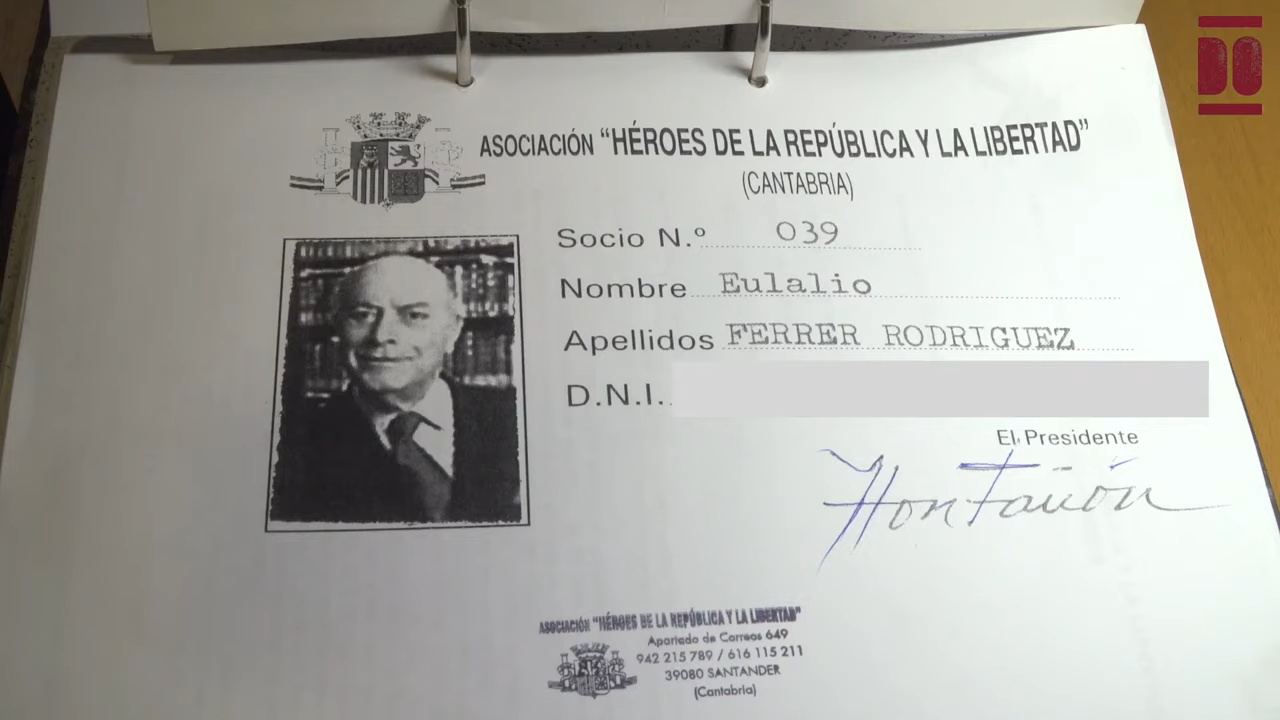 DO
ASOCIACIÓN "HÉROES DE LA REPÚBLICA Y LA LIBERTAD"
(CANTABRIA)
Socio N.º 039
Nombre Eulalio
Apellidos FERRER RODRIGUEZ
D.N.I.
El Presidente
Hontañón
ASOCIACIÓN "HÉROES DE LA REPÚBLICA Y LA LIBERTAD"
Apartado de Correos 649
942 215 789 / 616 115 211
39080 SANTANDER
(Cantabria)